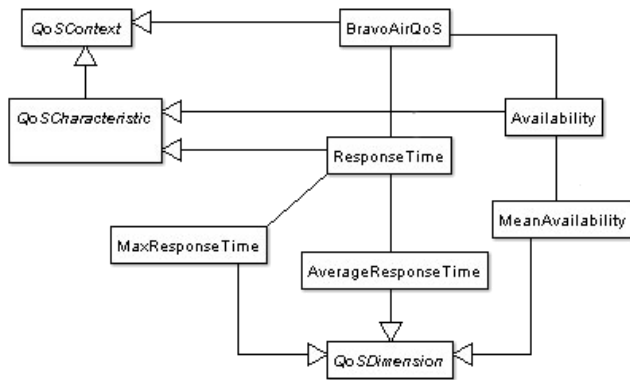 QoSContext
BravoAirQoS
QoSCharacteristic
Availability
ResponseTime
MeanAvailability
MaxResponseTime
AverageResponseTime
QoSDimension